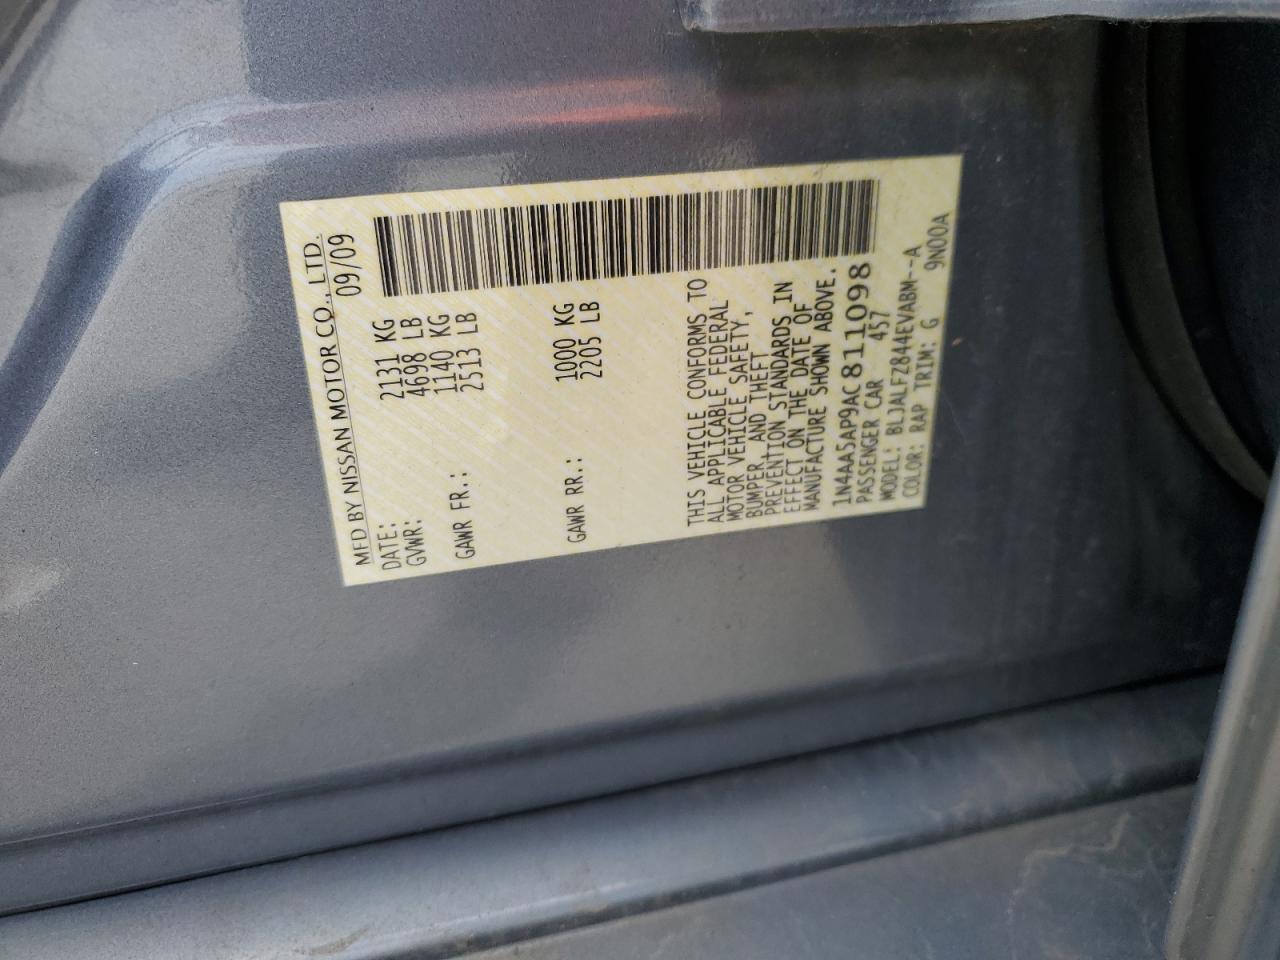 MFD BY NISSAN MOTOR CO., LTD.
DATE: 09/09
GVWR: 2131 KG
4698 LB
GAWR FR.: 1140 KG
2513 LB
GAWR RR.: 1000 KG
2205 LB
THIS VEHICLE CONFORMS TO
ALL APPLICABLE FEDERAL
MOTOR VEHICLE SAFETY,
BUMPER AND THEFT
PREVENTION STANDARDS IN
EFFECT ON THE DATE OF
MANUFACTURE SHOWN ABOVE.
1N4AA5AP9AC811098
PASSENGER CAR 457
MODEL: BLJALFZ844EVABM--A
COLOR: RAP TRIM: G 9N00A